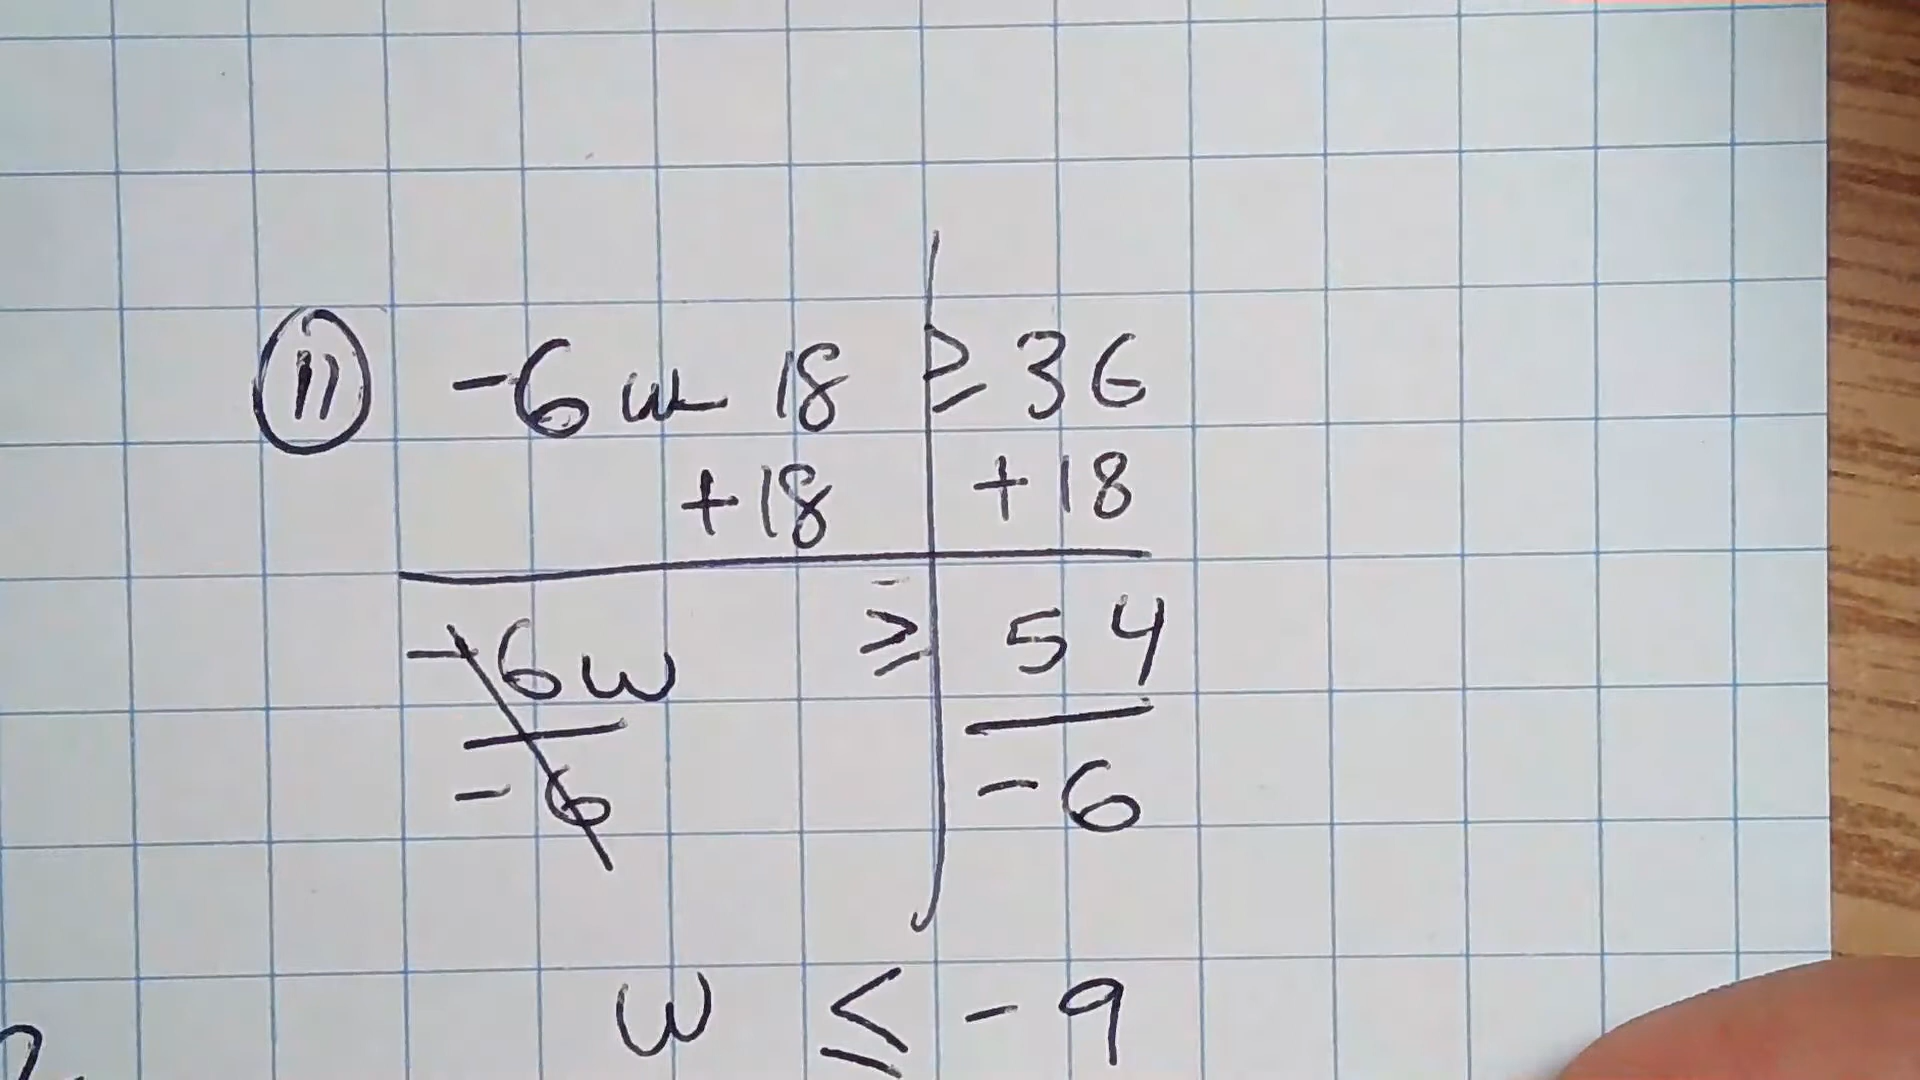 11 -6w - 18 ≥ 36
+18 +18
-6w ≥ 54
-6 -6
w ≤ -9